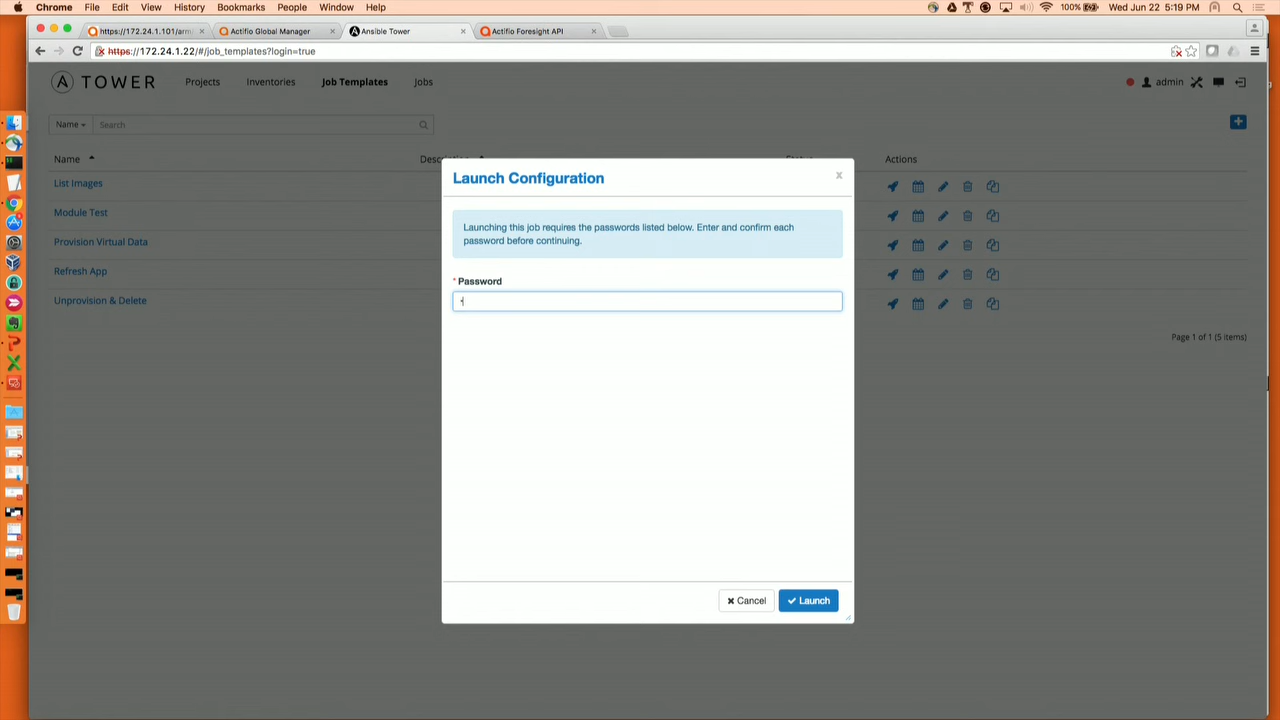 Chrome File Edit View History Bookmarks People Window Help 100% Wed Jun 22 5:19 PM
Actifio Global Manager Ansible Tower Actifio Foresight API
https://172.24.1.22/#/job_templates?login=true
A TOWER Projects Inventories Job Templates Jobs admin
Name Search
Name Actions
List Images
Module Test
Provision Virtual Data
Refresh App
Unprovision & Delete
Page 1 of 1 (5 items)
Launch Configuration x
Launching this job requires the passwords listed below. Enter and confirm each
password before continuing.
* Password
Cancel Launch